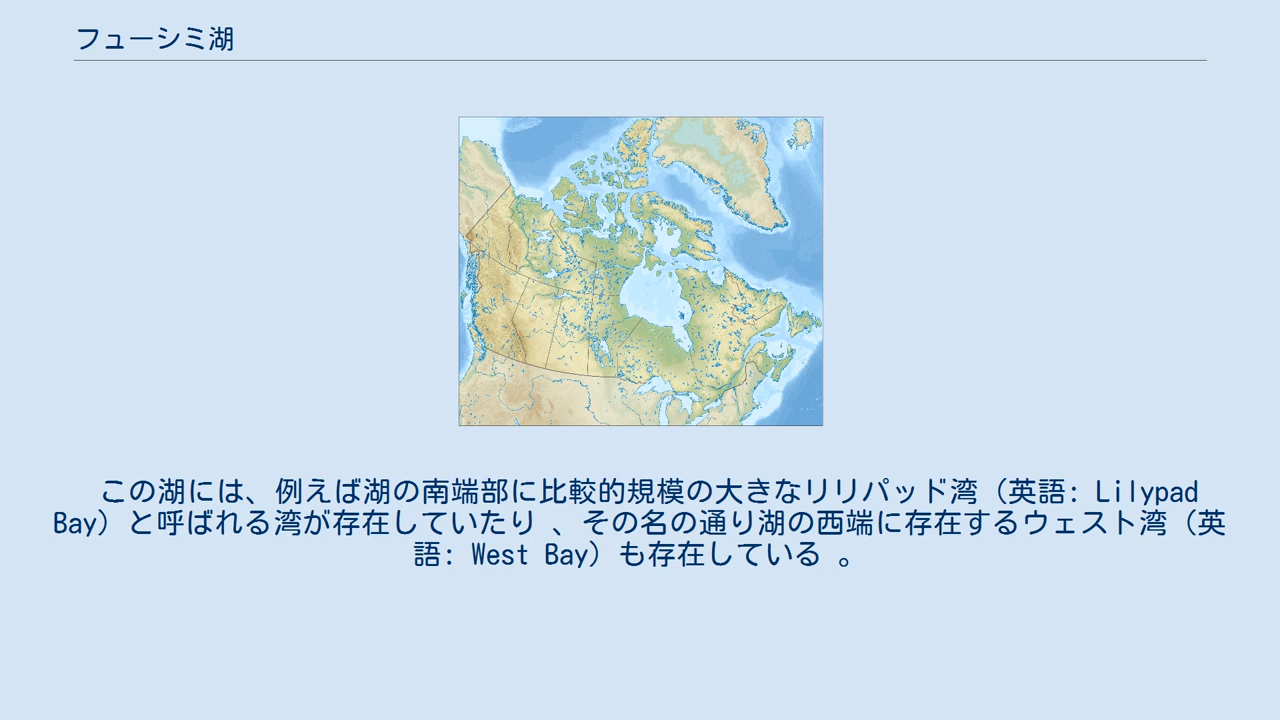 フューシミ湖
この湖には、例えば湖の南端部に比較的規模の大きなリリパッド湾（英語: Lilypad
Bay）と呼ばれる湾が存在していたり 、その名の通り湖の西端に存在するウェスト湾（英
語: West Bay）も存在している 。